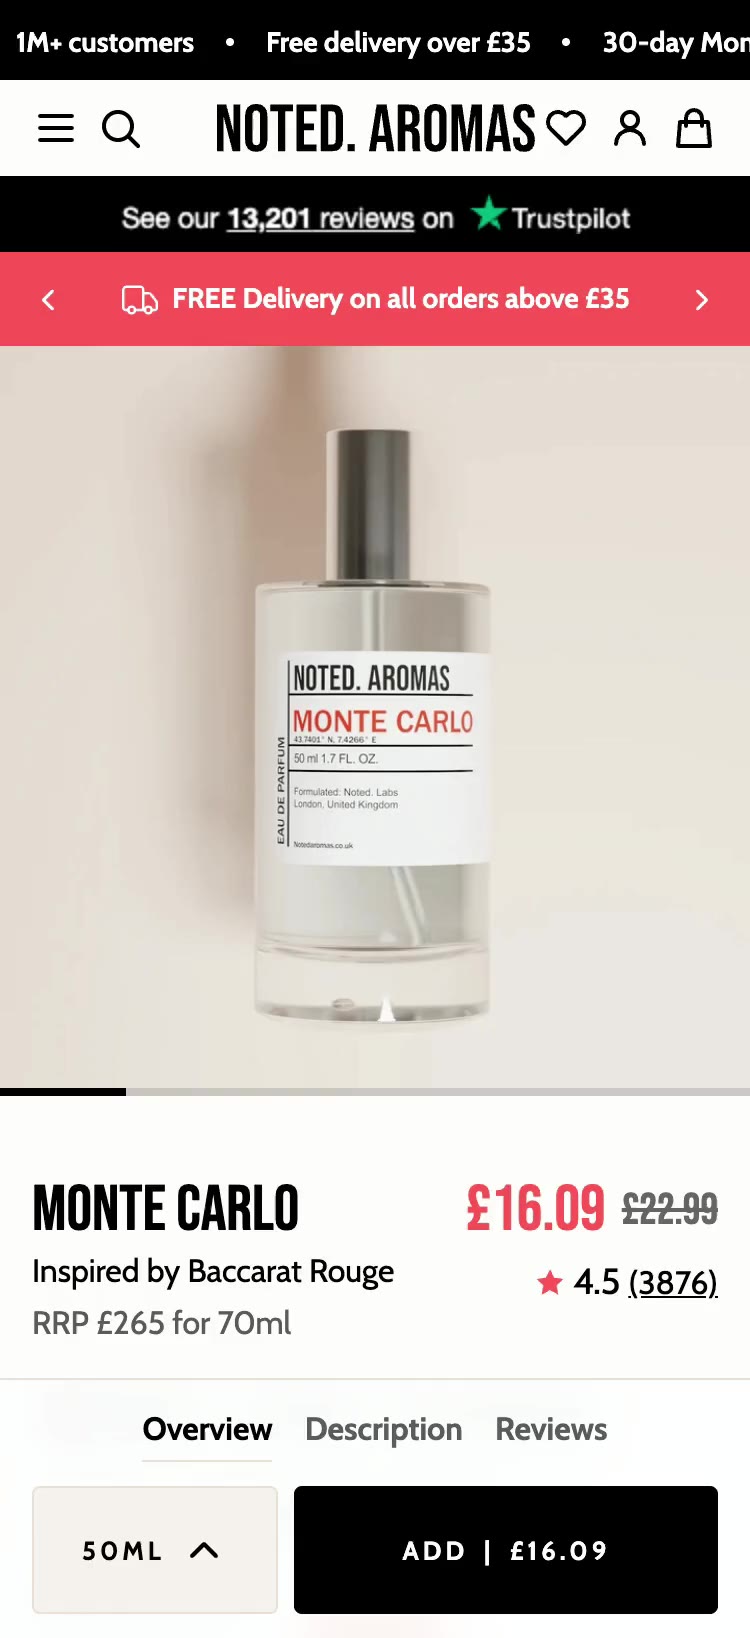 1M+ customers • Free delivery over £35 • 30-day Mon
NOTED. AROMAS
See our 13,201 reviews on Trustpilot
FREE Delivery on all orders above £35
NOTED. AROMAS
MONTE CARLO
43.7401° N, 7.4266° E
50 ml 1.7 FL. OZ.
Formulated: Noted. Labs
London, United Kingdom
Notedaromas.co.uk
EAU DE PARFUM
MONTE CARLO
£16.09 £22.99
Inspired by Baccarat Rouge
4.5 (3876)
RRP £265 for 70ml
Overview Description Reviews
50ML
ADD | £16.09